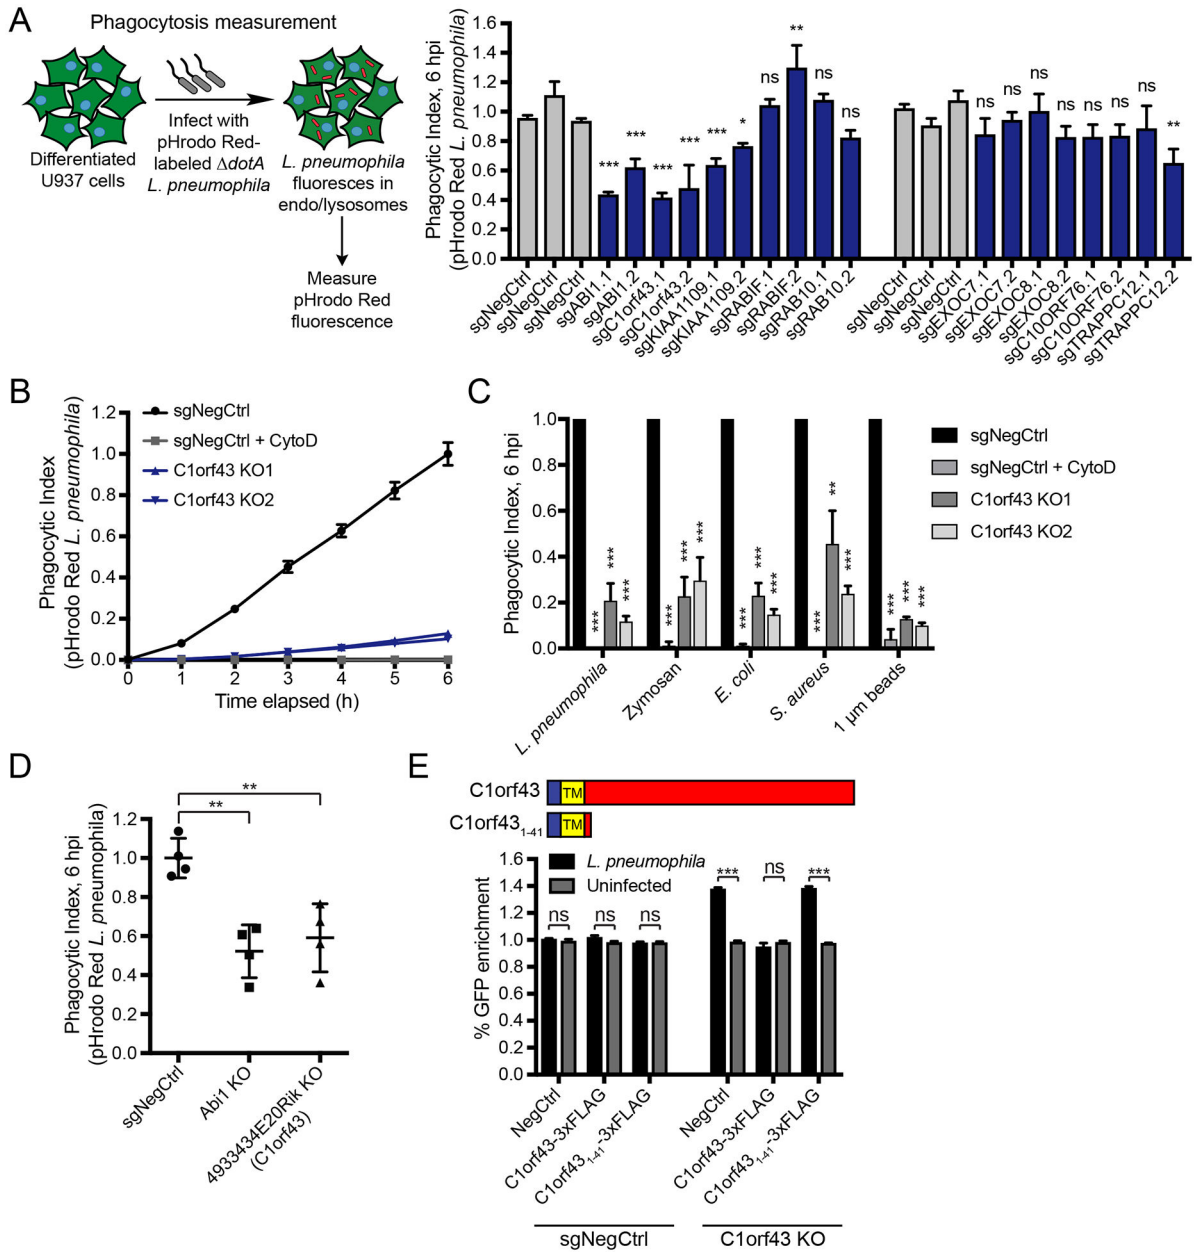 A
Phagocytosis measurement
Differentiated
U937 cells
Infect with
pHrodo Red-
labeled ΔdotA
L. pneumophila
L. pneumophila
fluoresces in
endo/lysosomes
Measure
pHrodo Red
fluorescence
Phagocytic Index, 6 hpi
(pHrodo Red L. pneumophila)
1.6
1.4
1.2
1.0
0.8
0.6
0.4
0.2
0.0
*** *** *** *** *** * ns ** ns ns
ns ns ns ns ns ns ns **
sgNegCtrl
sgNegCtrl
sgNegCtrl
sgABI1.1
sgABI1.2
sgC1orf43.1
sgC1orf43.2
sgKIAA1109.1
sgKIAA1109.2
sgRABIF.1
sgRABIF.2
sgRAB10.1
sgRAB10.2
sgNegCtrl
sgNegCtrl
sgNegCtrl
sgEXOC7.1
sgEXOC7.2
sgEXOC8.1
sgEXOC8.2
sgC10ORF76.1
sgC10ORF76.2
sgTRAPPC12.1
sgTRAPPC12.2
B
Phagocytic Index
(pHrodo Red L. pneumophila)
1.2
1.0
0.8
0.6
0.4
0.2
0.0
sgNegCtrl
sgNegCtrl + CytoD
C1orf43 KO1
C1orf43 KO2
0 1 2 3 4 5 6
Time elapsed (h)
C
Phagocytic Index, 6 hpi
1.0
0.8
0.6
0.4
0.2
0.0
*** *** *** *** *** *** *** *** *** *** ** *** *** *** ***
L. pneumophila
Zymosan
E. coli
S. aureus
1 µm beads
sgNegCtrl
sgNegCtrl + CytoD
C1orf43 KO1
C1orf43 KO2
D
Phagocytic Index, 6 hpi
(pHrodo Red L. pneumophila)
1.2
1.0
0.8
0.6
0.4
0.2
0.0
**
**
sgNegCtrl
Abi1 KO
4933434E20Rik KO
(C1orf43)
E
C1orf43
TM
C1orf43₁₋₄₁
TM
L. pneumophila
Uninfected
% GFP enrichment
1.6
1.4
1.2
1.0
0.8
0.6
0.4
0.2
0.0
ns ns ns *** ns ***
NegCtrl
C1orf43-3xFLAG
C1orf43₁₋₄₁-3xFLAG
NegCtrl
C1orf43-3xFLAG
C1orf43₁₋₄₁-3xFLAG
sgNegCtrl
C1orf43 KO